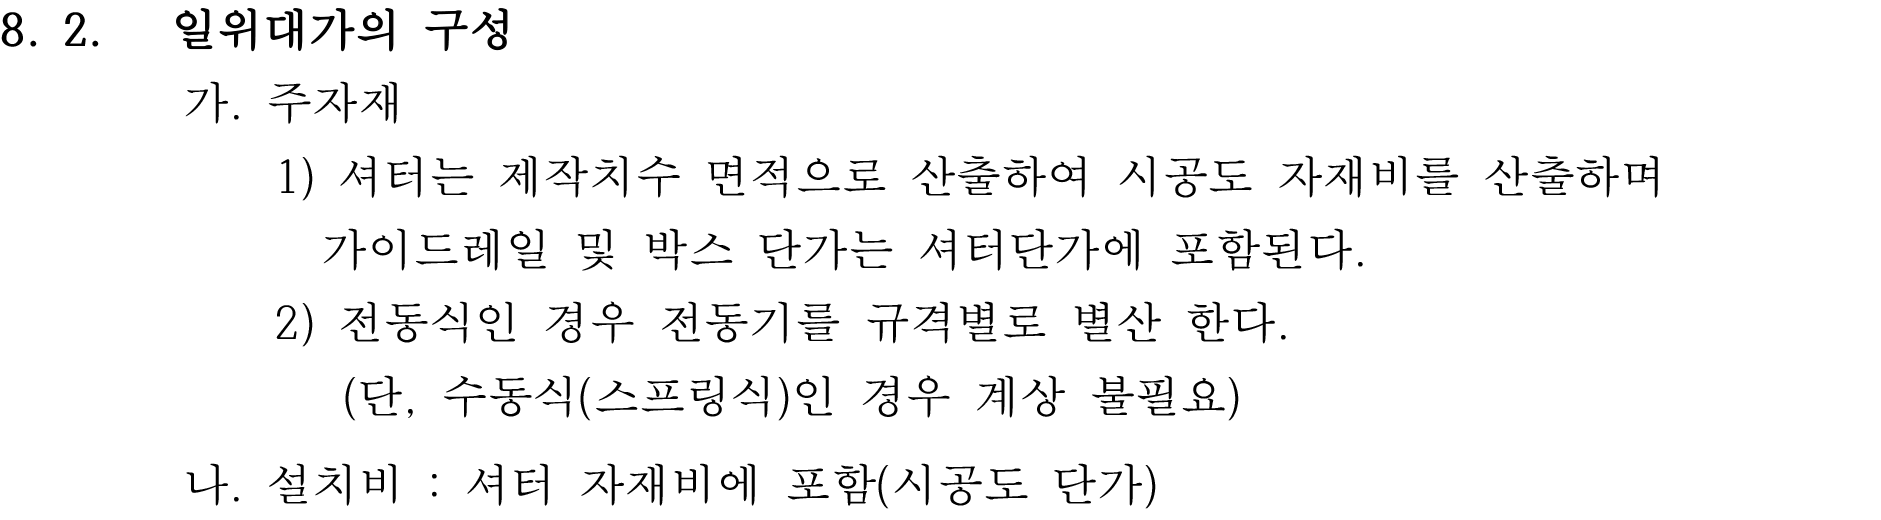 8. 2. 일위대가의 구성
가. 주자재
1) 셔터는 제작치수 면적으로 산출하여 시공도 자재비를 산출하며
가이드레일 및 박스 단가는 셔터단가에 포함된다.
2) 전동식인 경우 전동기를 규격별로 별산 한다.
(단, 수동식(스프링식)인 경우 계상 불필요)
나. 설치비 : 셔터 자재비에 포함(시공도 단가)